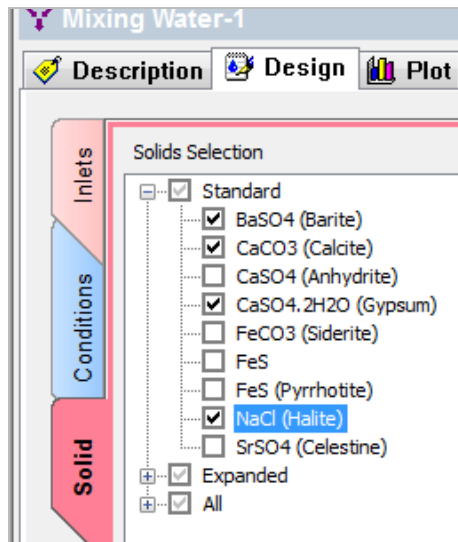 Mixing Water-1
Description Design Plot
Inlets
Conditions
Solid
Solids Selection
Standard
BaSO4 (Barite)
CaCO3 (Calcite)
CaSO4 (Anhydrite)
CaSO4.2H2O (Gypsum)
FeCO3 (Siderite)
FeS
FeS (Pyrrhotite)
NaCl (Halite)
SrSO4 (Celestine)
Expanded
All